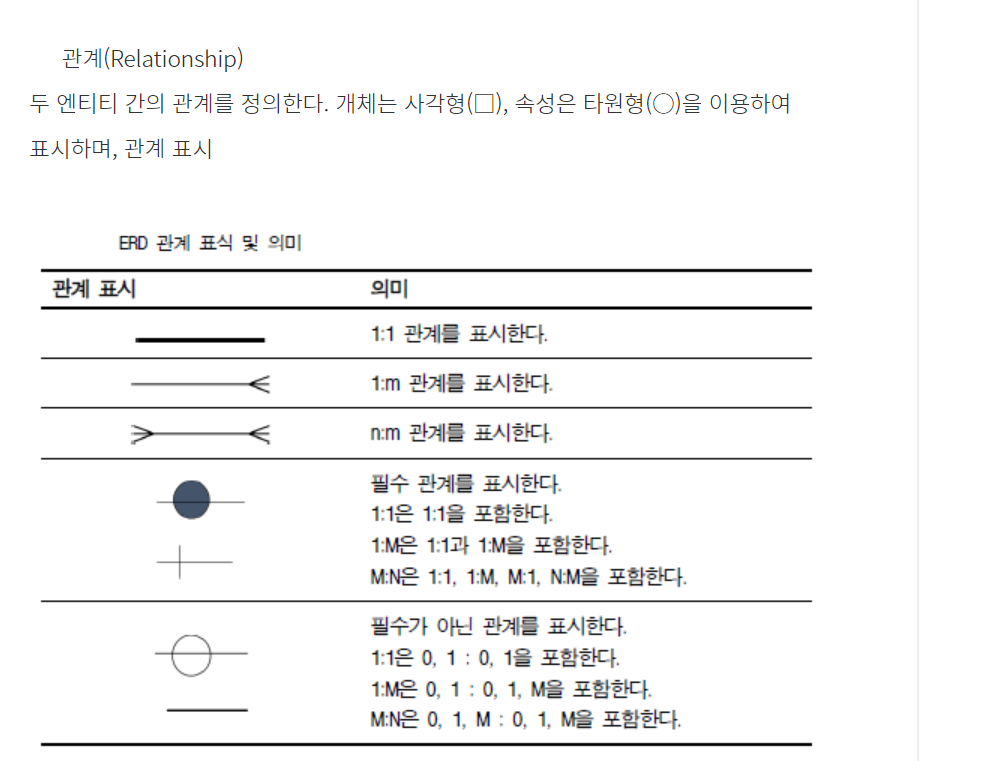 관계(Relationship)
두 엔티티 간의 관계를 정의한다. 개체는 사각형(□), 속성은 타원형(○)을 이용하여
표시하며, 관계 표시
ERD 관계 표식 및 의미
관계 표시 의미
1:1 관계를 표시한다.
1:m 관계를 표시한다.
n:m 관계를 표시한다.
필수 관계를 표시한다.
1:1은 1:1을 포함한다.
1:M은 1:1과 1:M을 포함한다.
M:N은 1:1, 1:M, M:1, N:M을 포함한다.
필수가 아닌 관계를 표시한다.
1:1은 0, 1 : 0, 1을 포함한다.
1:M은 0, 1 : 0, 1, M을 포함한다.
M:N은 0, 1, M : 0, 1, M을 포함한다.